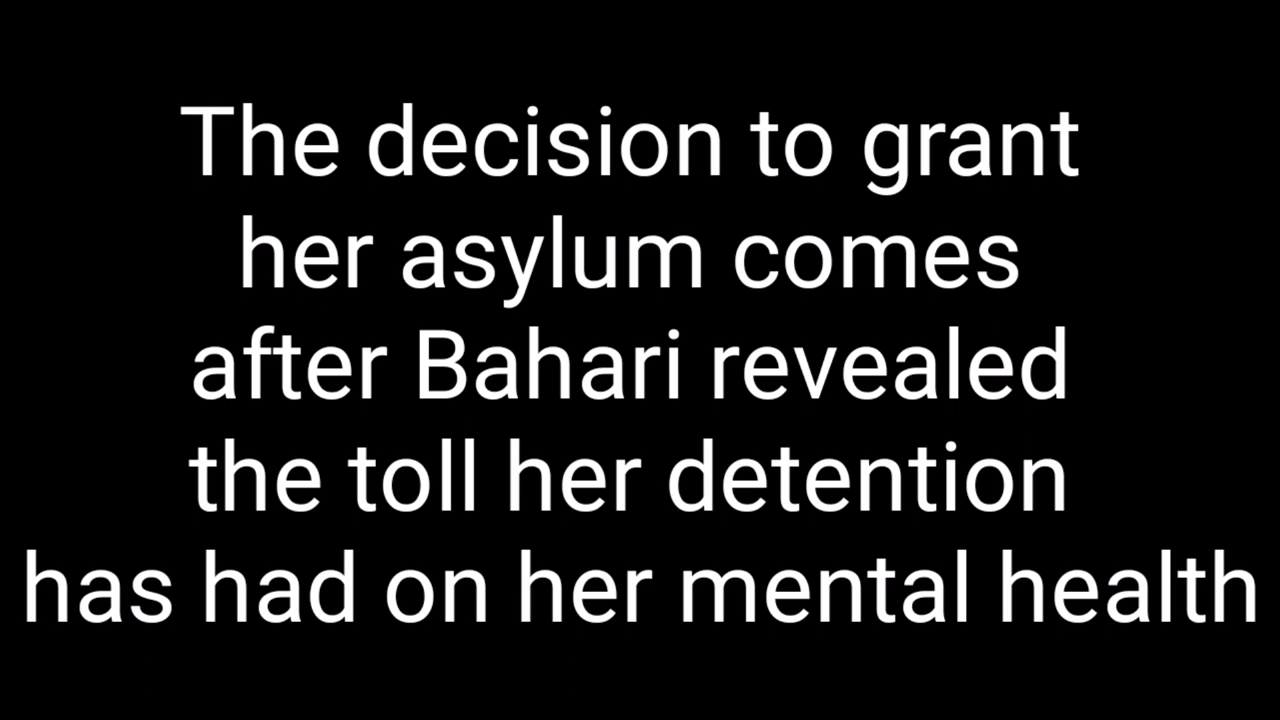 The decision to grant
her asylum comes
after Bahari revealed
the toll her detention
has had on her mental health